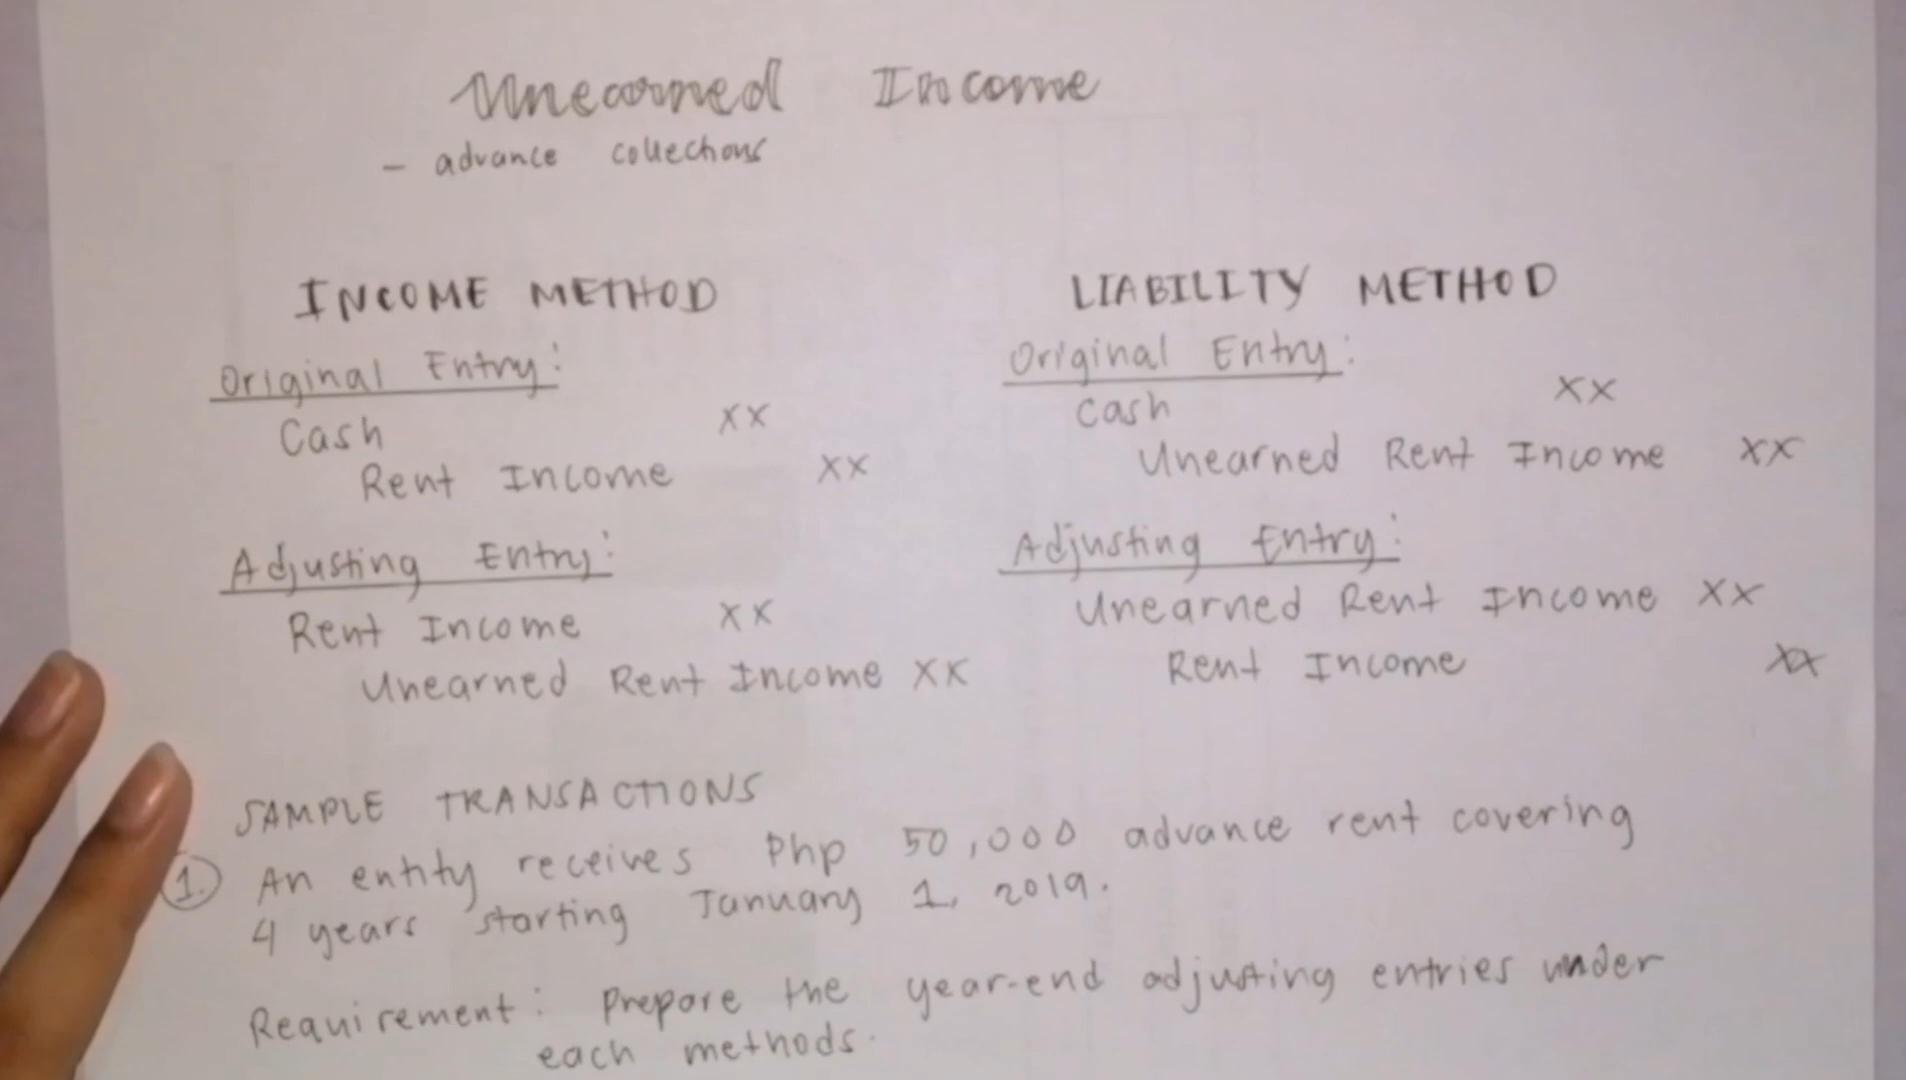 Unearned Income
- advance collections
INCOME METHOD
Original Entry:
Cash xx
Rent Income xx
Adjusting Entry:
Rent Income xx
Unearned Rent Income xx
LIABILITY METHOD
Original Entry:
Cash xx
Unearned Rent Income xx
Adjusting Entry:
Unearned Rent Income xx
Rent Income xx
SAMPLE TRANSACTIONS
1. An entity receives Php 50,000 advance rent covering
4 years starting January 1, 2019.
Requirement: Prepare the year-end adjusting entries under
each methods.